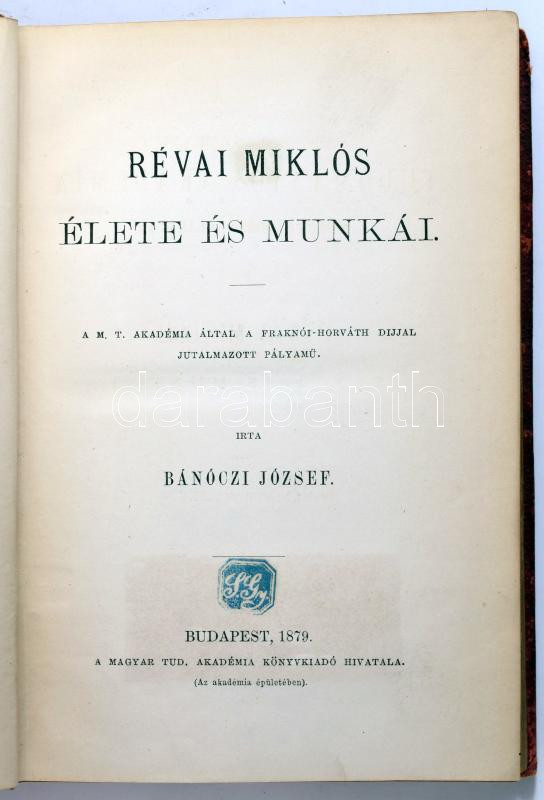 RÉVAI MIKLÓS
ÉLETE ÉS MUNKÁI.
A M. T. AKADÉMIA ÁLTAL A FRAKNÓI-HORVÁTH DIJJAL
JUTALMAZOTT PÁLYAMŰ.
darabanth
IRTA
BÁNÓCZI JÓZSEF.
S.Gy.
BUDAPEST, 1879.
A MAGYAR TUD. AKADÉMIA KÖNYVKIADÓ HIVATALA.
(Az akadémia épületében).